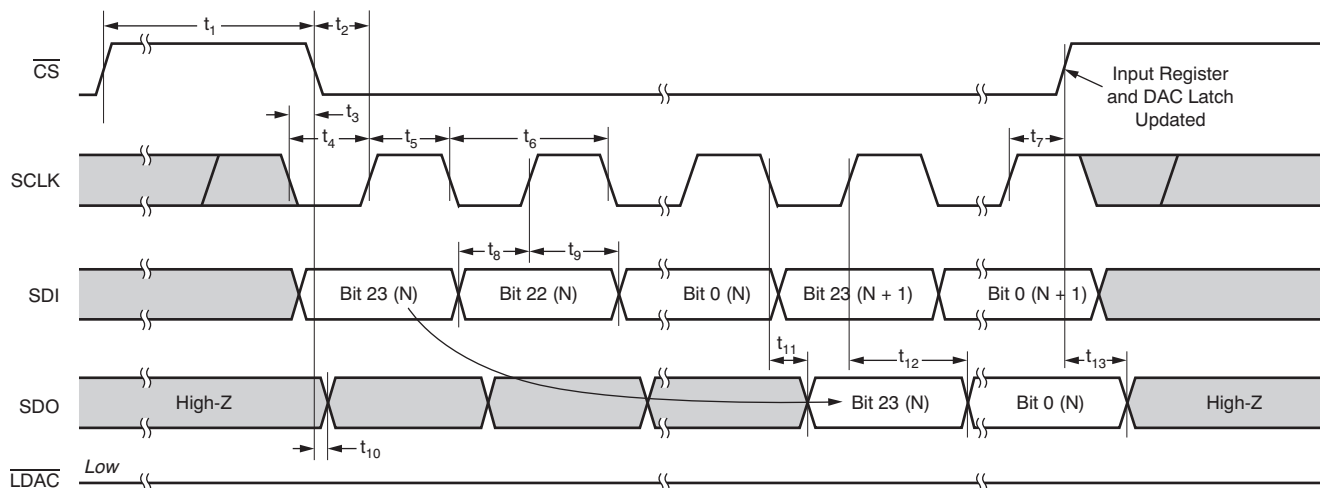 t1
t2
CS
Input Register
and DAC Latch
Updated
t3
t4
t5
t6
t7
SCLK
t8
t9
SDI
Bit 23 (N)
Bit 22 (N)
Bit 0 (N)
Bit 23 (N + 1)
Bit 0 (N + 1)
t11
t12
t13
SDO
High-Z
Bit 23 (N)
Bit 0 (N)
High-Z
t10
LDAC
Low